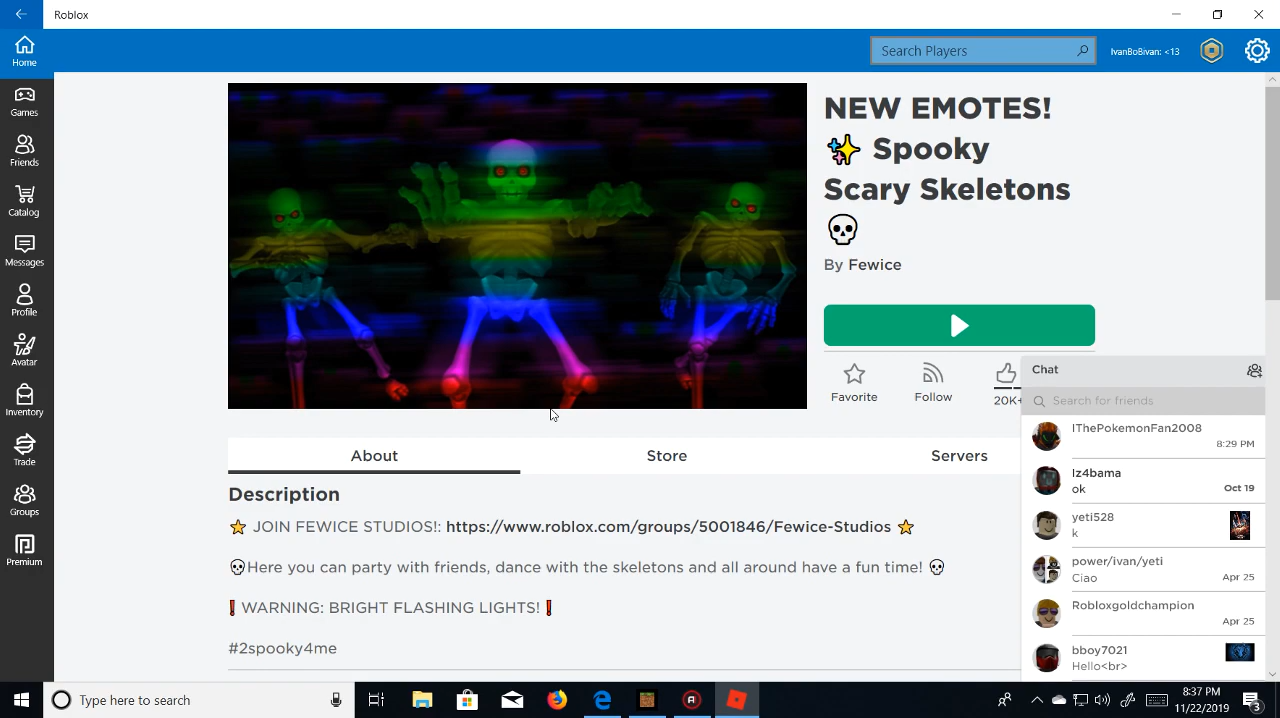 Roblox
Home
Search Players
IvanBoBivan: <13
Games
Friends
Catalog
Messages
Profile
Avatar
Inventory
Trade
Groups
Premium
NEW EMOTES!
✨ Spooky
Scary Skeletons
💀
By Fewice
Favorite
Follow
20K+
About
Store
Servers
Description
⭐ JOIN FEWICE STUDIOS!: https://www.roblox.com/groups/5001846/Fewice-Studios ⭐
💀Here you can party with friends, dance with the skeletons and all around have a fun time! 💀
❗ WARNING: BRIGHT FLASHING LIGHTS! ❗
#2spooky4me
Chat
Search for friends
IThePokemonFan2008
8:29 PM
Iz4bama
ok
Oct 19
yeti528
k
power/ivan/yeti
Ciao
Apr 25
Robloxgoldchampion
Apr 25
bboy7021
Hello<br>
Type here to search
8:37 PM
11/22/2019
3